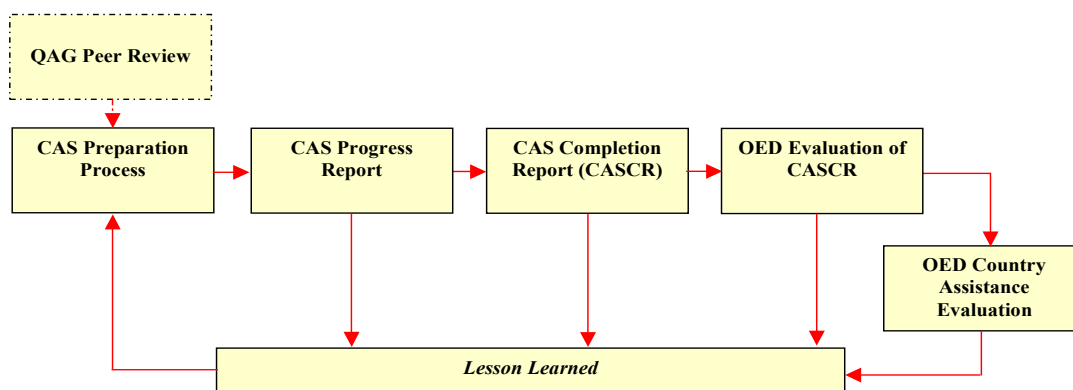 QAG Peer Review
CAS Preparation
Process
CAS Progress
Report
CAS Completion
Report (CASCR)
OED Evaluation of
CASCR
OED Country
Assistance
Evaluation
Lesson Learned